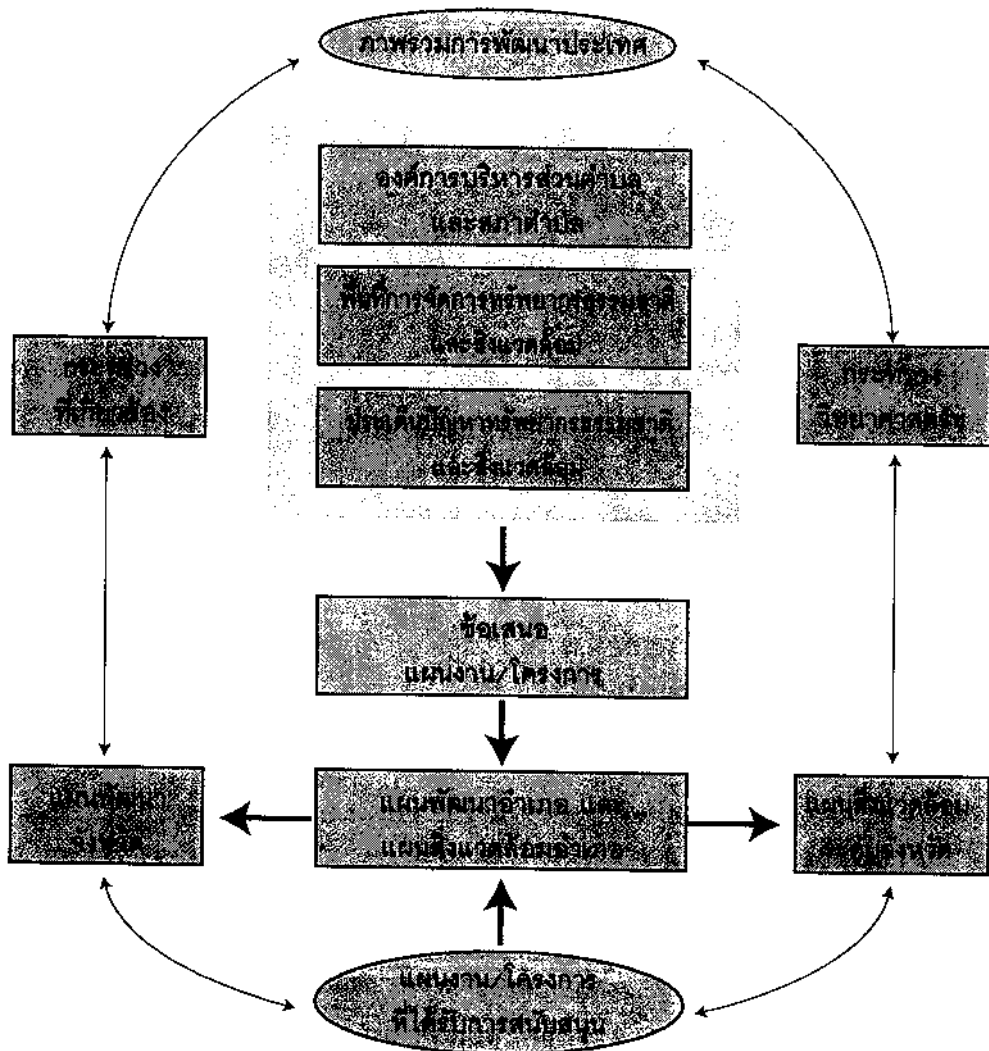 ภาพรวมการพัฒนาประเทศ
องค์การบริหารส่วนตำบล
และสภาตำบล
พื้นที่การจัดการทรัพยากรธรรมชาติ
และสิ่งแวดล้อม
ประเด็นปัญหาทรัพยากรธรรมชาติ
และสิ่งแวดล้อม
กระทรวง
ที่เกี่ยวข้อง
กระทรวง
วิทยาศาสตร์ฯ
ข้อเสนอ
แผนงาน/โครงการ
แผนพัฒนา
จังหวัด
แผนพัฒนาอำเภอ และ
แผนสิ่งแวดล้อมอำเภอ
แผนสิ่งแวดล้อม
ระดับจังหวัด
แผนงาน/โครงการ
ที่ได้รับการสนับสนุน